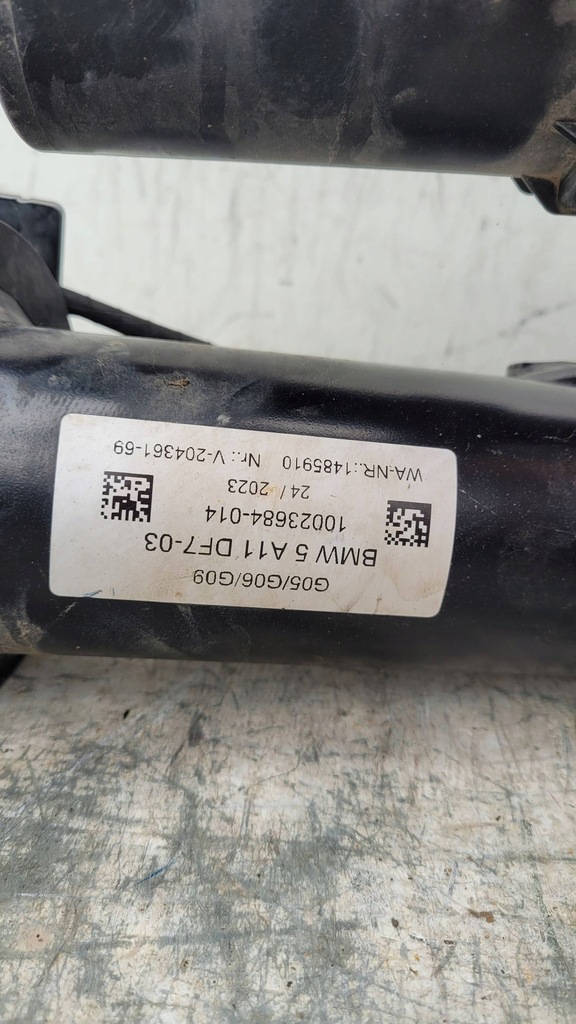 G05/G06/G09
BMW 5 A11 DF7-03
10023684-014
24 / 2023
WA-NR.:1485910 Nr.: V-204361-69